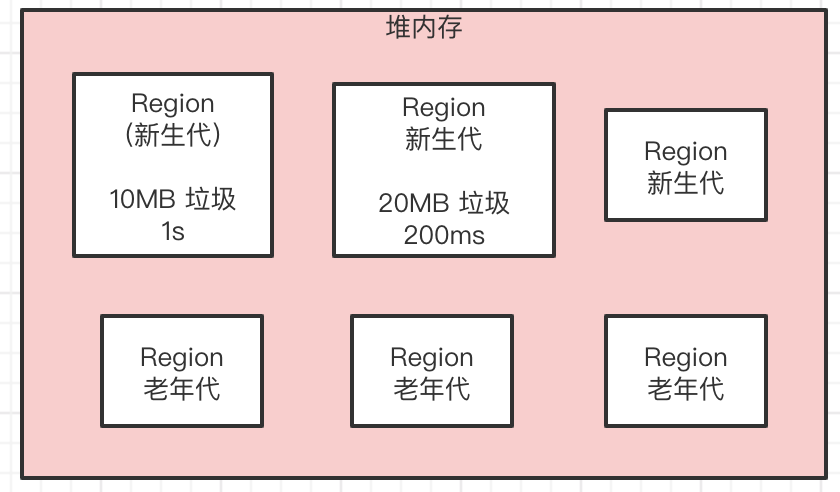 堆内存
Region
（新生代）
10MB 垃圾
1s
Region
新生代
20MB 垃圾
200ms
Region
新生代
Region
老年代
Region
老年代
Region
老年代